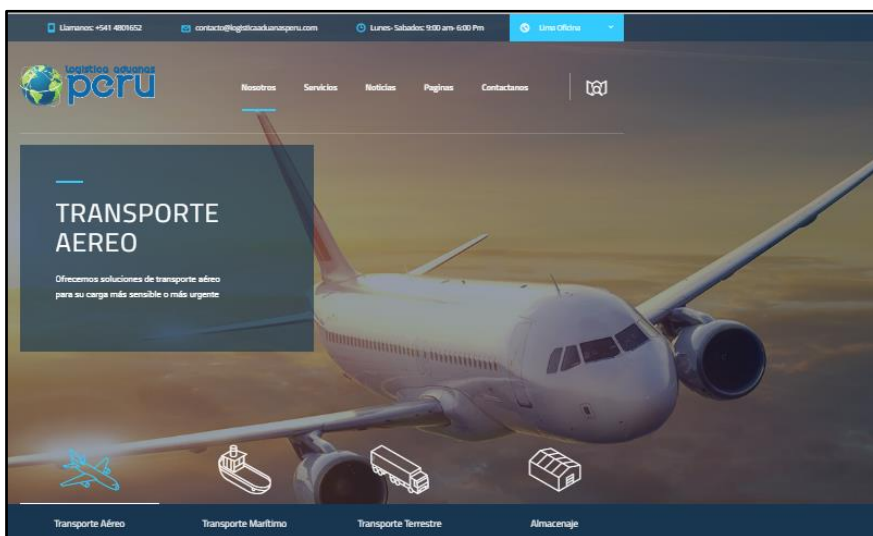 Llamanos: +541 4801652
contacto@logisticaaduanasperu.com
Lunes- Sabados: 9:00 am- 6:00 Pm
Lima Oficina
logistica aduanas
peru
Nosotros
Servicios
Noticias
Paginas
Contactanos
TRANSPORTE
AEREO
Ofrecemos soluciones de transporte aéreo
para su carga más sensible o más urgente
Transporte Aéreo
Transporte Marítimo
Transporte Terrestre
Almacenaje